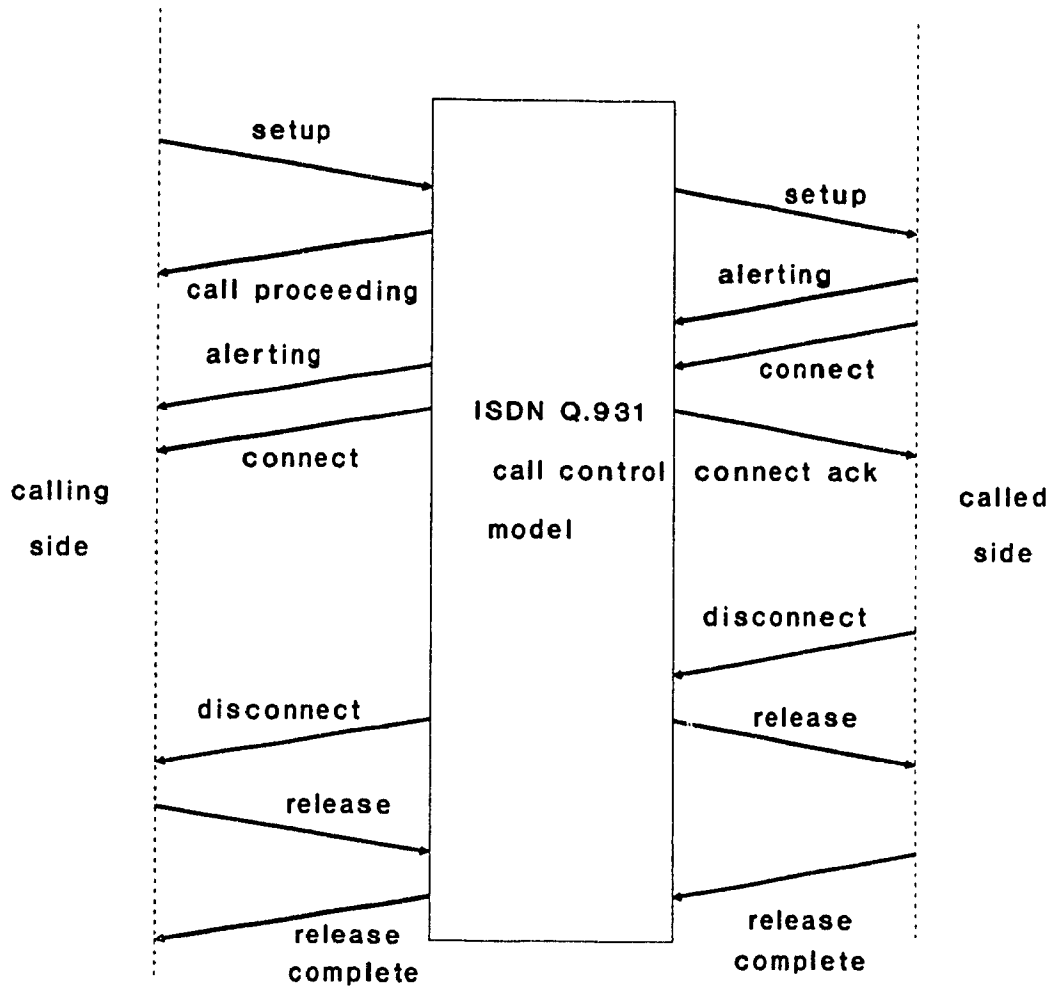 setup
setup
alerting
call proceeding
alerting
connect
ISDN Q.931
connect
call control
connect ack
model
calling
side
called
side
disconnect
disconnect
release
release
release
complete
release
complete